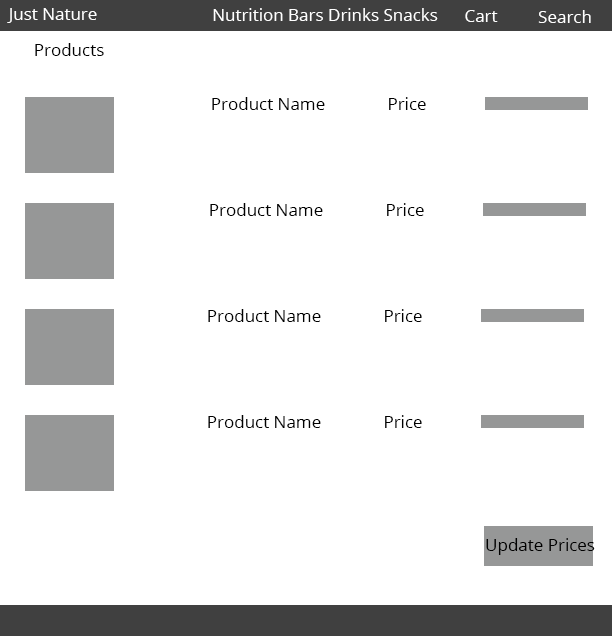 Just Nature Nutrition Bars Drinks Snacks Cart Search
Products
Product Name Price
Product Name Price
Product Name Price
Product Name Price
Update Prices